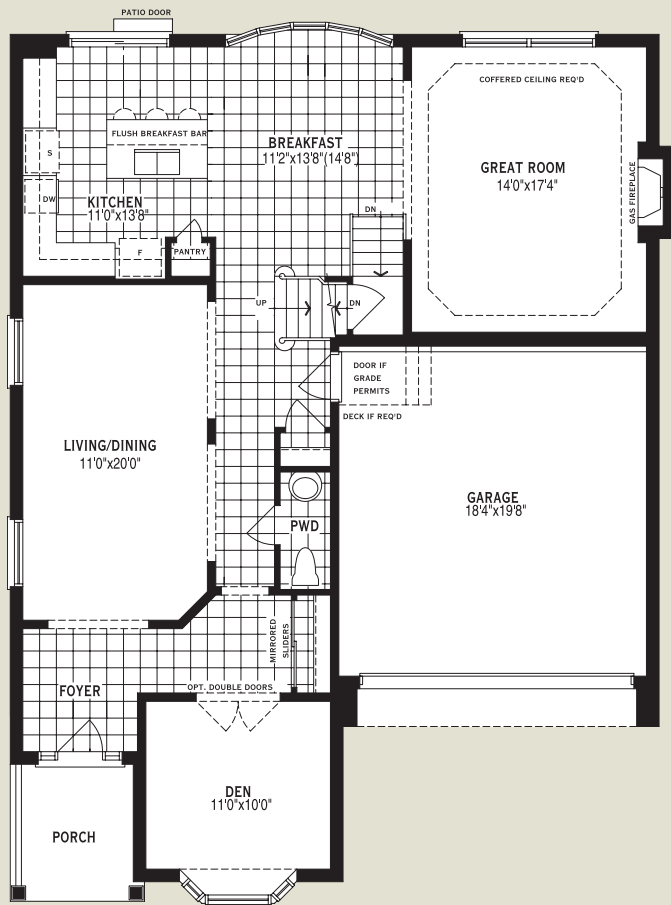 PATIO DOOR
COFFERED CEILING REQ'D
FLUSH BREAKFAST BAR
BREAKFAST
11'2"x13'8"(14'8")
S
GREAT ROOM
14'0"x17'4"
GAS FIREPLACE
DW
KITCHEN
11'0"x13'8"
DN
F
PANTRY
UP
DN
DOOR IF
GRADE
PERMITS
DECK IF REQ'D
LIVING/DINING
11'0"x20'0"
GARAGE
18'4"x19'8"
PWD
MIRRORED
SLIDERS
FOYER
OPT. DOUBLE DOORS
DEN
11'0"x10'0"
PORCH